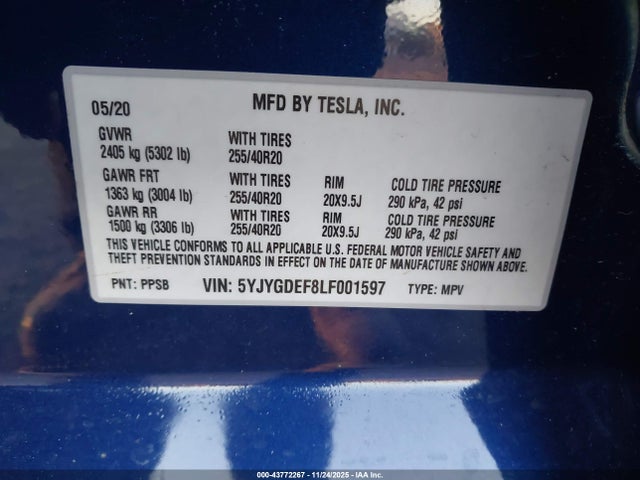 05/20 MFD BY TESLA, INC.
GVWR WITH TIRES
2405 kg (5302 lb) 255/40R20
GAWR FRT WITH TIRES RIM COLD TIRE PRESSURE
1363 kg (3004 lb) 255/40R20 20X9.5J 290 kPa, 42 psi
GAWR RR WITH TIRES RIM COLD TIRE PRESSURE
1500 kg (3306 lb) 255/40R20 20X9.5J 290 kPa, 42 psi
THIS VEHICLE CONFORMS TO ALL APPLICABLE U.S. FEDERAL MOTOR VEHICLE SAFETY AND
THEFT PREVENTION STANDARDS IN EFFECT ON THE DATE OF MANUFACTURE SHOWN ABOVE.
PNT: PPSB VIN: 5YJYGDEF8LF001597 TYPE: MPV
000-43772267 - 11/24/2025 - IAA Inc.